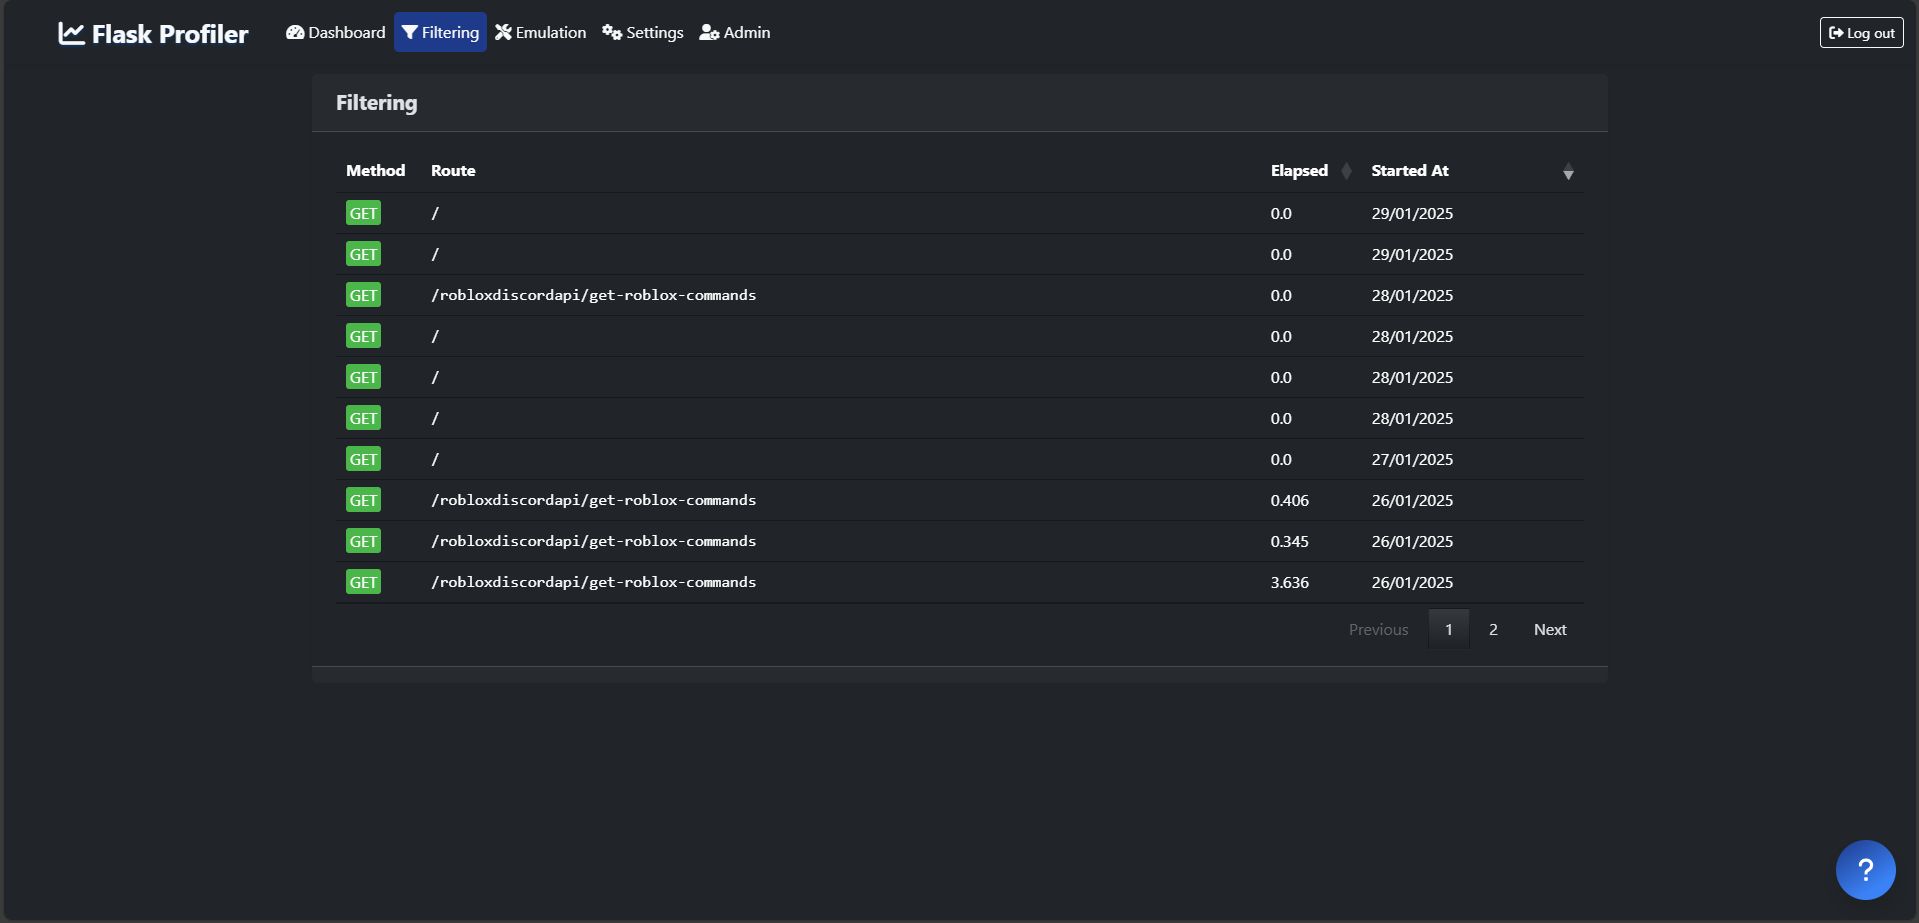 Flask Profiler Dashboard Filtering Emulation Settings Admin Log out
Filtering
Method Route Elapsed Started At
GET / 0.0 29/01/2025
GET / 0.0 29/01/2025
GET /robloxdiscordapi/get-roblox-commands 0.0 28/01/2025
GET / 0.0 28/01/2025
GET / 0.0 28/01/2025
GET / 0.0 28/01/2025
GET / 0.0 27/01/2025
GET /robloxdiscordapi/get-roblox-commands 0.406 26/01/2025
GET /robloxdiscordapi/get-roblox-commands 0.345 26/01/2025
GET /robloxdiscordapi/get-roblox-commands 3.636 26/01/2025
Previous 1 2 Next
?